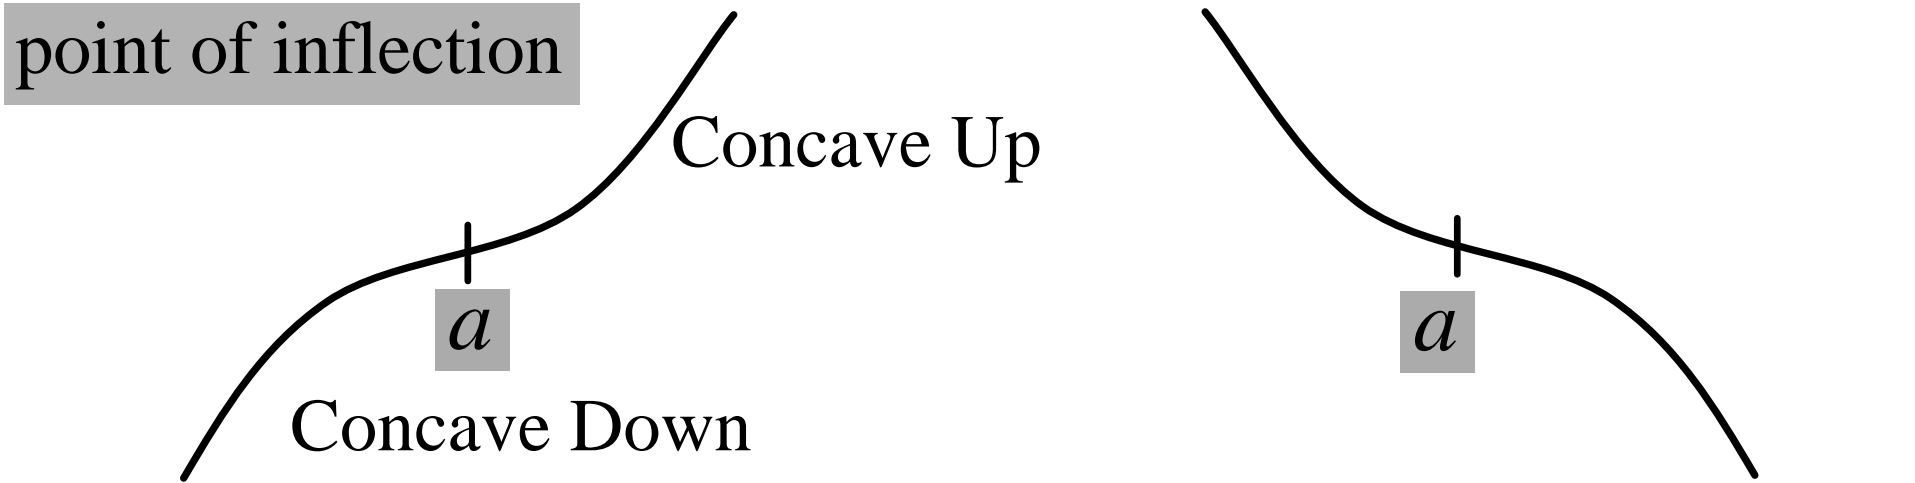 point of inflection
Concave Up
a
a
Concave Down